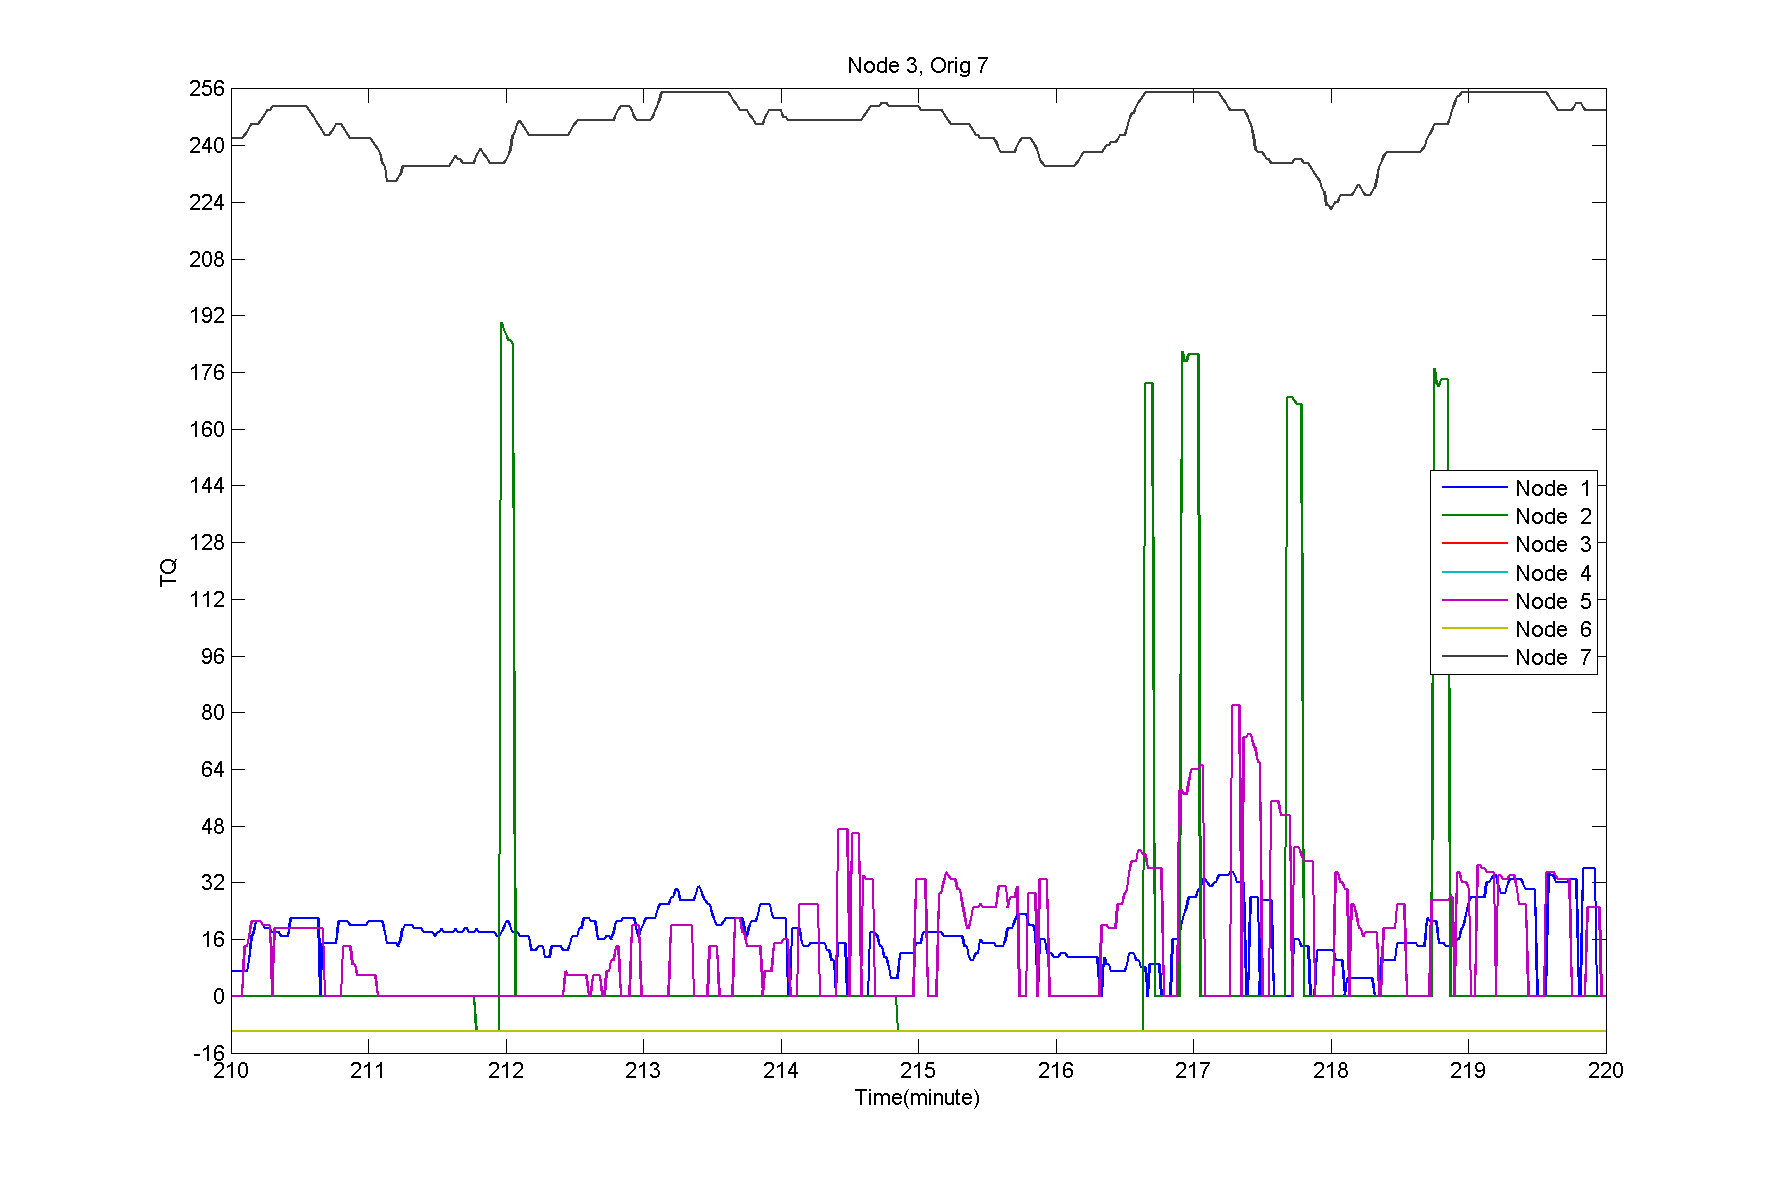 Node 3, Orig 7
256
240
224
208
192
176
160
144
128
112
96
80
64
48
32
16
0
-16
TQ
Node 1
Node 2
Node 3
Node 4
Node 5
Node 6
Node 7
210 211 212 213 214 215 216 217 218 219 220
Time(minute)